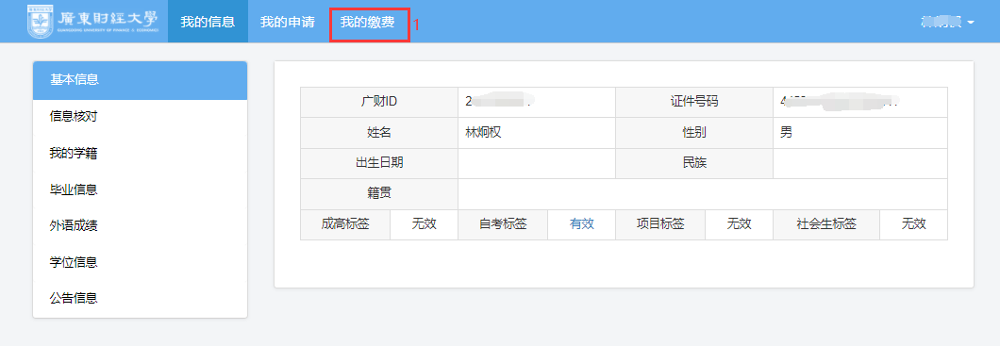 廣東財經大學 我的信息 我的申请 我的缴费 1
GUANGDONG UNIVERSITY OF FINANCE & ECONOMICS
基本信息
信息核对
我的学籍
毕业信息
外语成绩
学位信息
公告信息
广财ID 2 证件号码
姓名 林炯权 性别 男
出生日期 民族
籍贯
成高标签 无效 自考标签 有效 项目标签 无效 社会生标签 无效